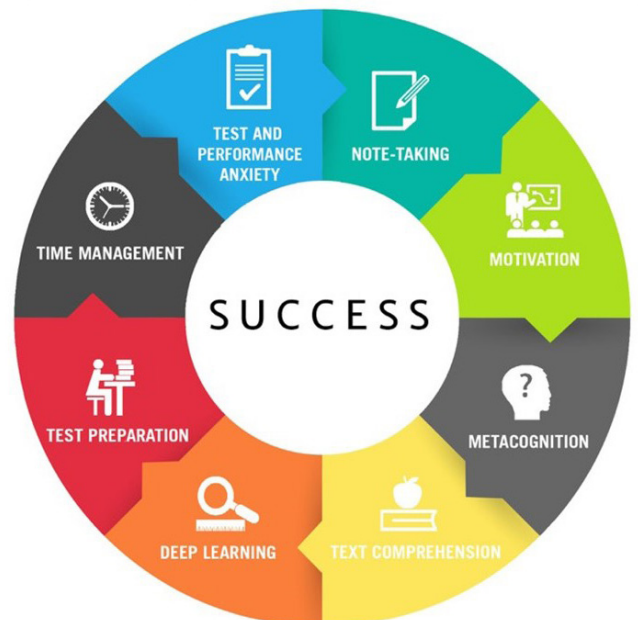 TEST AND
PERFORMANCE
ANXIETY
NOTE-TAKING
MOTIVATION
METACOGNITION
TEXT COMPREHENSION
DEEP LEARNING
TEST PREPARATION
TIME MANAGEMENT
SUCCESS
?